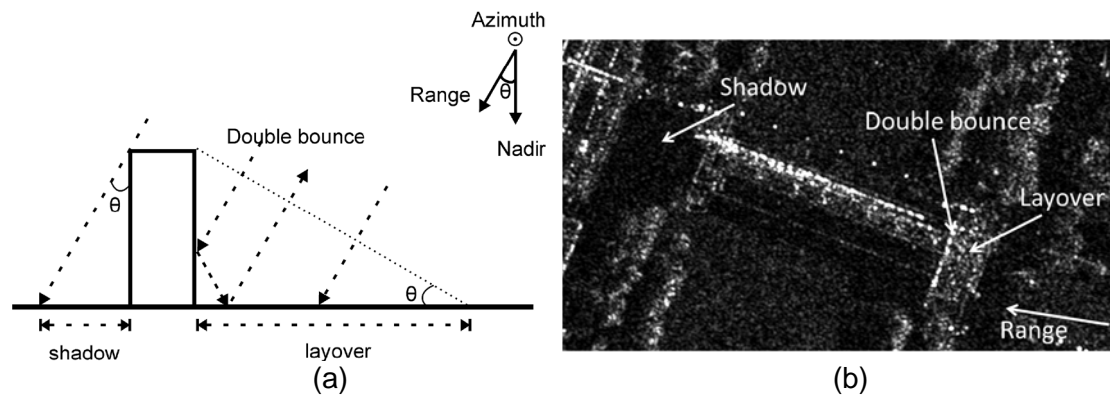 Azimuth
Range
θ
Nadir
Double bounce
θ
θ
shadow
layover
(a)
Shadow
Double bounce
Layover
Range
(b)